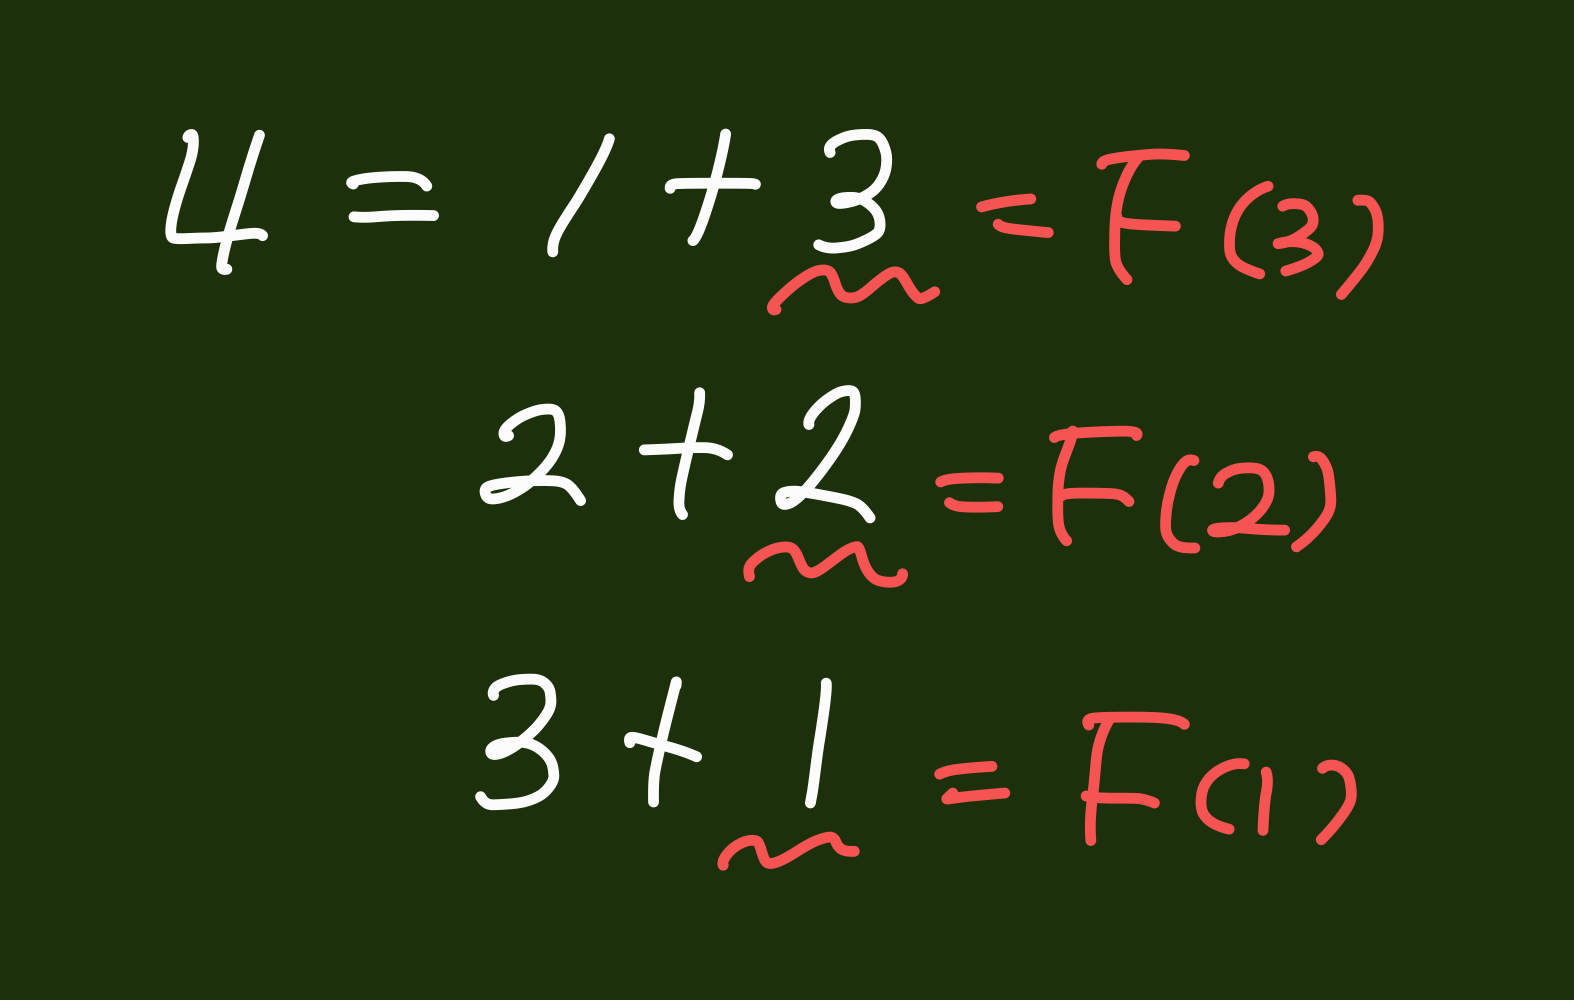 4 = 1 + 3 = F(3)
2 + 2 = F(2)
3 + 1 = F(1)